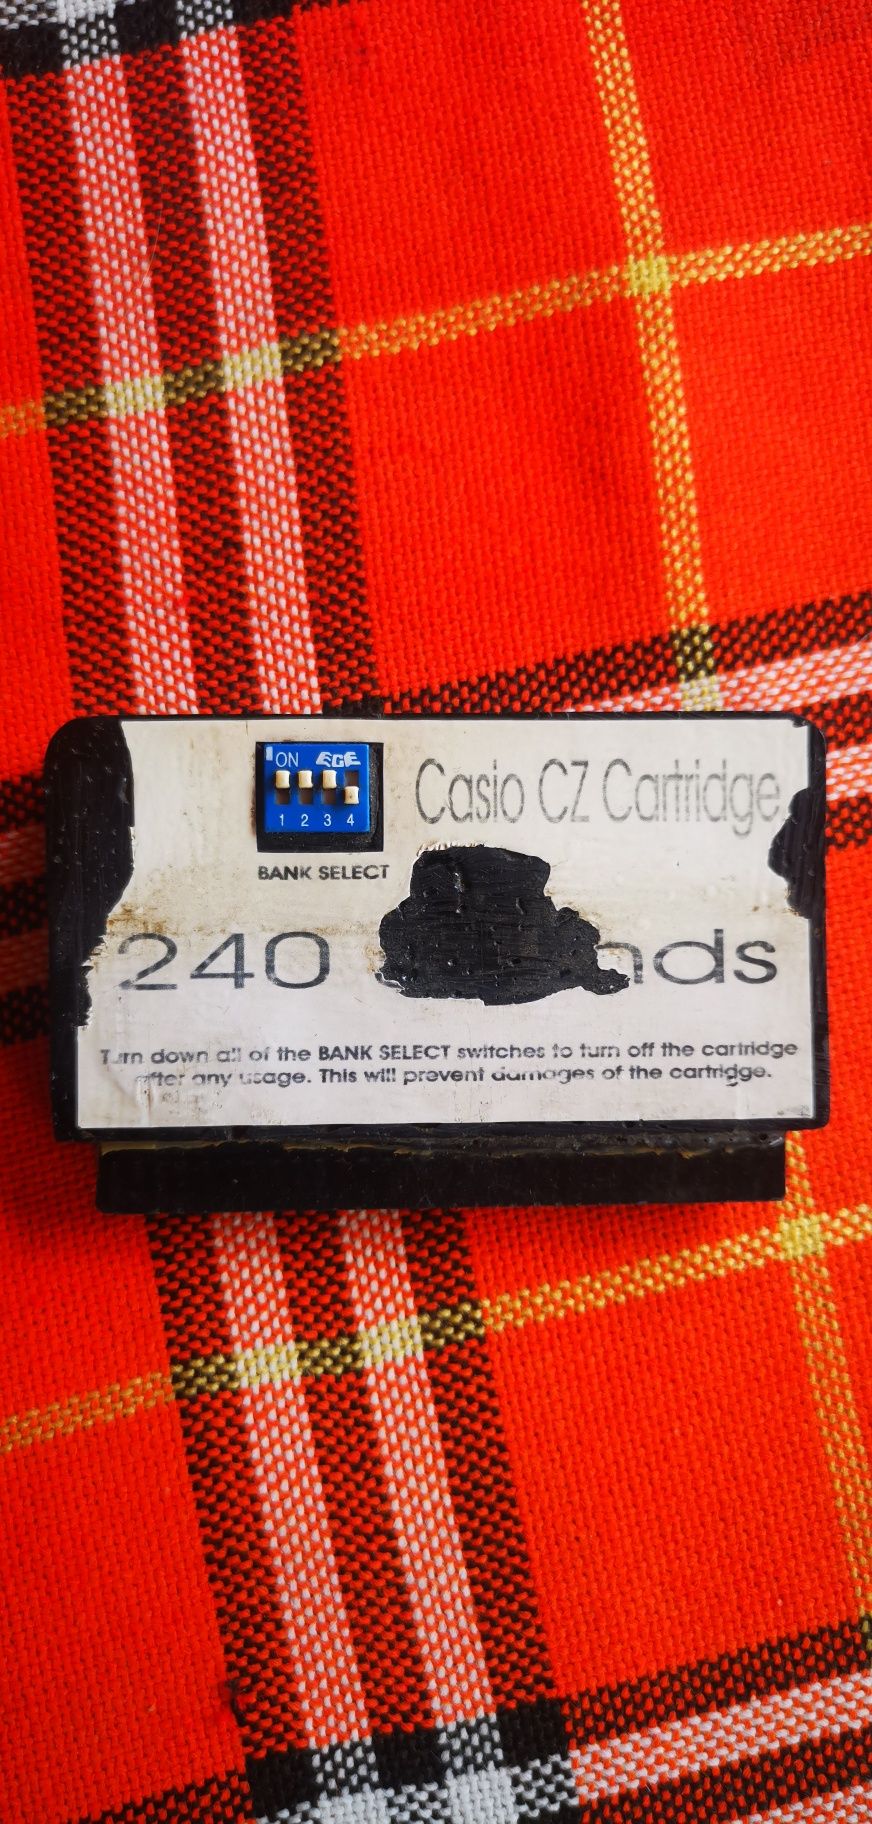 ON EGE
1 2 3 4
Casio CZ Cartridge
BANK SELECT
240
Turn down all of the BANK SELECT switches to turn off the cartridge
after any usage. This will prevent damages of the cartridge.